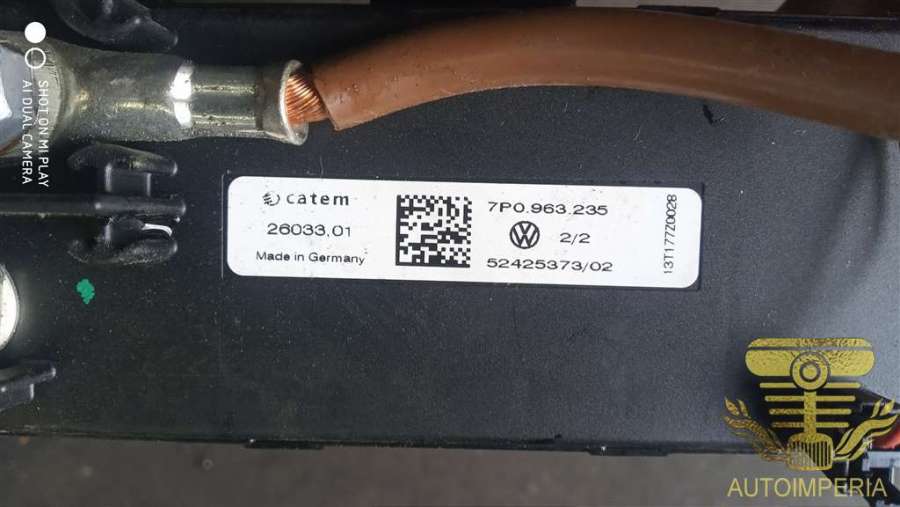 SHOT ON MI PLAY
AI DUAL CAMERA
catem
26033.01
Made in Germany
7P0.963.235
2/2
52425373/02
13T177Z0028
AUTOIMPERIA